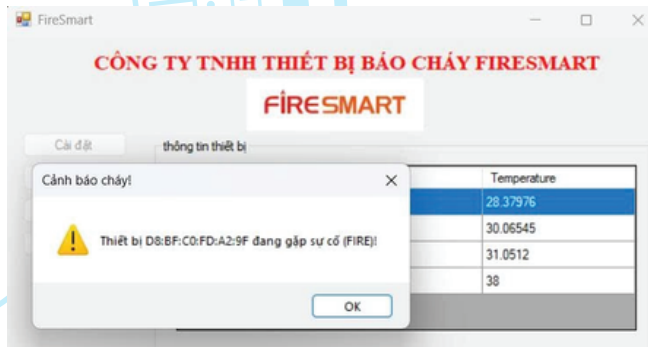 FireSmart
CÔNG TY TNHH THIẾT BỊ BÁO CHÁY FIRESMART
FIRESMART
Cài đặt
thông tin thiết bị
Cảnh báo cháy!
Temperature
28.37976
Thiết bị D8:BF:C0:FD:A2:9F đang gặp sự cố (FIRE)!
30.06545
31.0512
38
OK